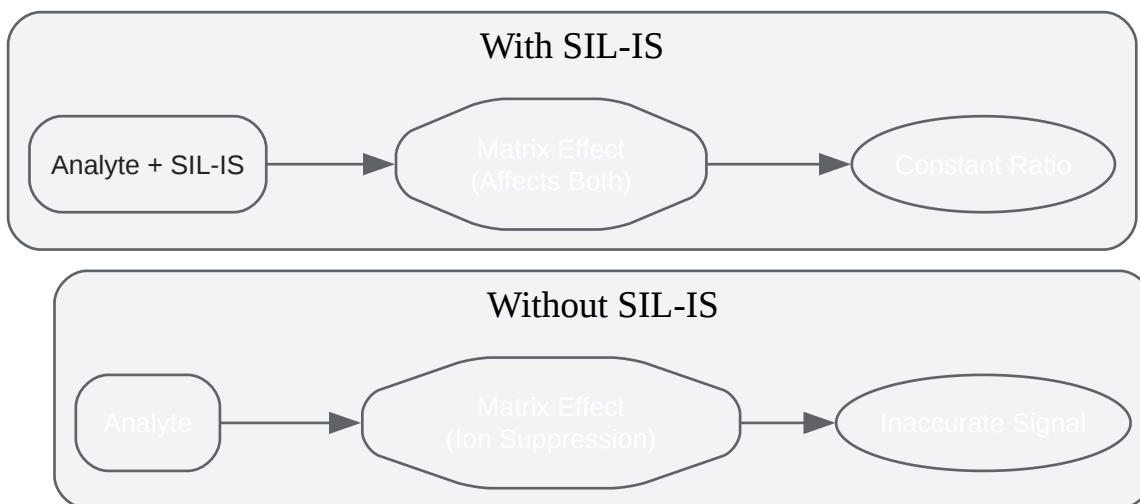 With SIL-IS
Analyte + SIL-IS
Matrix Effect
(Affects Both)
Constant Ratio
Without SIL-IS
Analyte
Matrix Effect
(Ion Suppression)
Inaccurate Signal